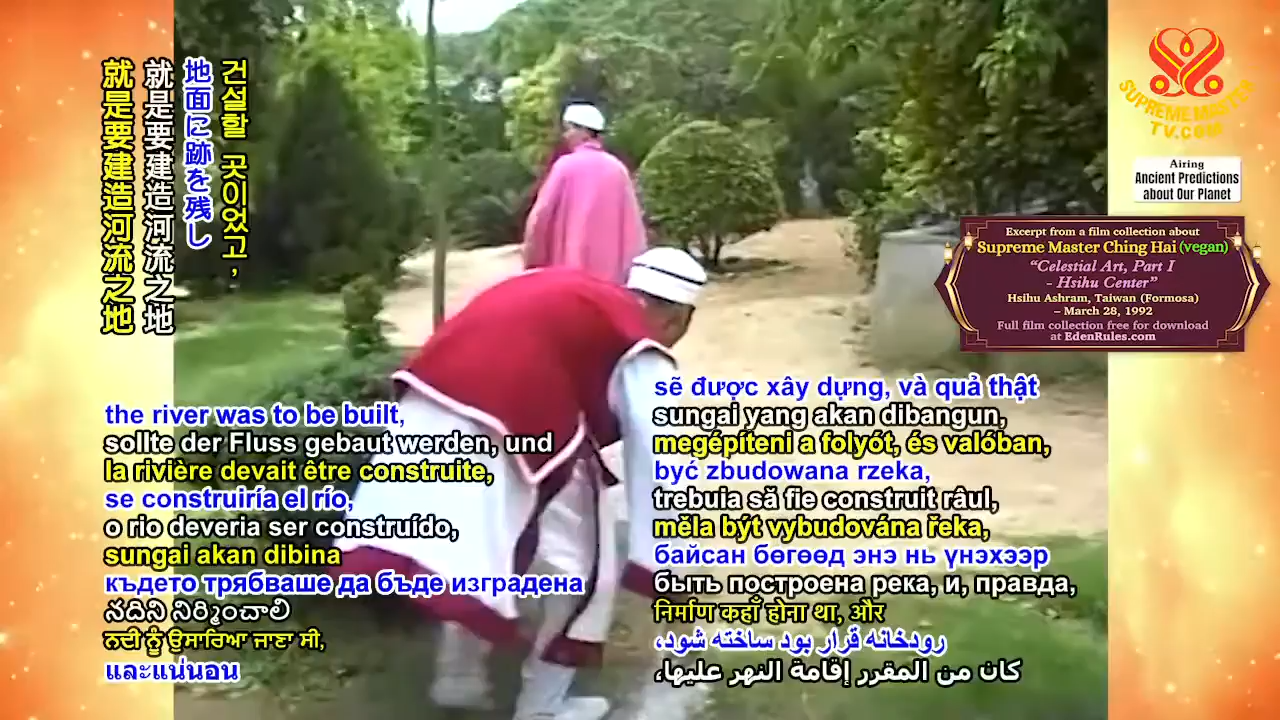 건설할 곳이었고,
地面に跡を残し
就是要建造河流之地
就是要建造河流之地
the river was to be built,
sollte der Fluss gebaut werden, und
la rivière devait être construite,
se construiría el río,
o rio deveria ser construído,
sungai akan dibina
където трябваше да бъде изградена
నదిని నిర్మించాలి
ਨਦੀ ਨੂੰ ਉਸਾਰਿਆ ਜਾਣਾ ਸੀ,
และแน่นอน
sẽ được xây dựng, và quả thật
sungai yang akan dibangun,
megépíteni a folyót, és valóban,
być zbudowana rzeka,
trebuia să fie construit râul,
měla být vybudována řeka,
байсан бөгөөд энэ нь үнэхээр
быть построена река, и, правда,
निर्माण कहाँ होना था, और
رودخانه قرار بود ساخته شود،
كان من المقرر إقامة النهر عليها،
SUPREME MASTER
TV.COM
Airing
Ancient Predictions
about Our Planet
Excerpt from a film collection about
Supreme Master Ching Hai (vegan)
“Celestial Art, Part I
- Hsihu Center”
Hsihu Ashram, Taiwan (Formosa)
– March 28, 1992
Full film collection free for download
at EdenRules.com